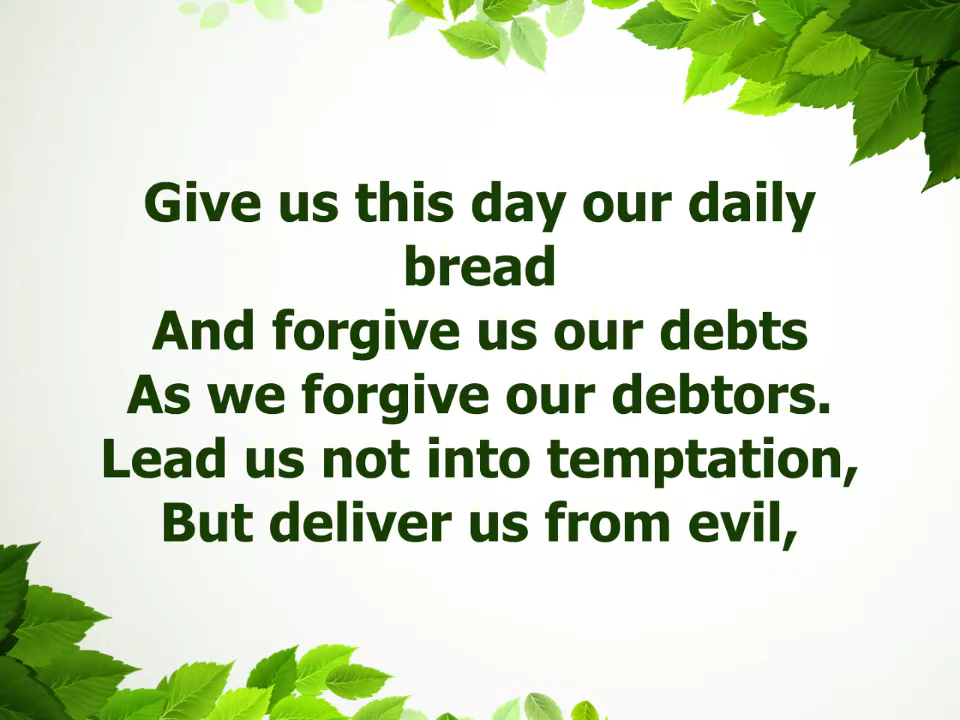 Give us this day our daily
bread
And forgive us our debts
As we forgive our debtors.
Lead us not into temptation,
But deliver us from evil,